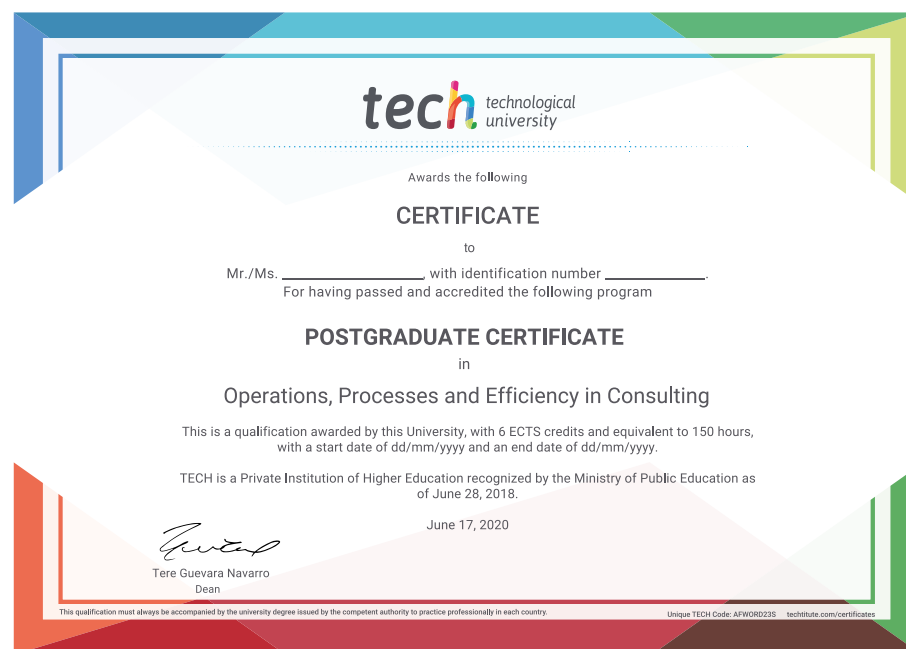 tech technological
university
Awards the following
CERTIFICATE
to
Mr./Ms. ____________________, with identification number ______________.
For having passed and accredited the following program
POSTGRADUATE CERTIFICATE
in
Operations, Processes and Efficiency in Consulting
This is a qualification awarded by this University, with 6 ECTS credits and equivalent to 150 hours,
with a start date of dd/mm/yyyy and an end date of dd/mm/yyyy.
TECH is a Private Institution of Higher Education recognized by the Ministry of Public Education as
of June 28, 2018.
June 17, 2020
Tere Guevara Navarro
Dean
This qualification must always be accompanied by the university degree issued by the competent authority to practice professionally in each country.
Unique TECH Code: AFWORD23S techtitute.com/certificates